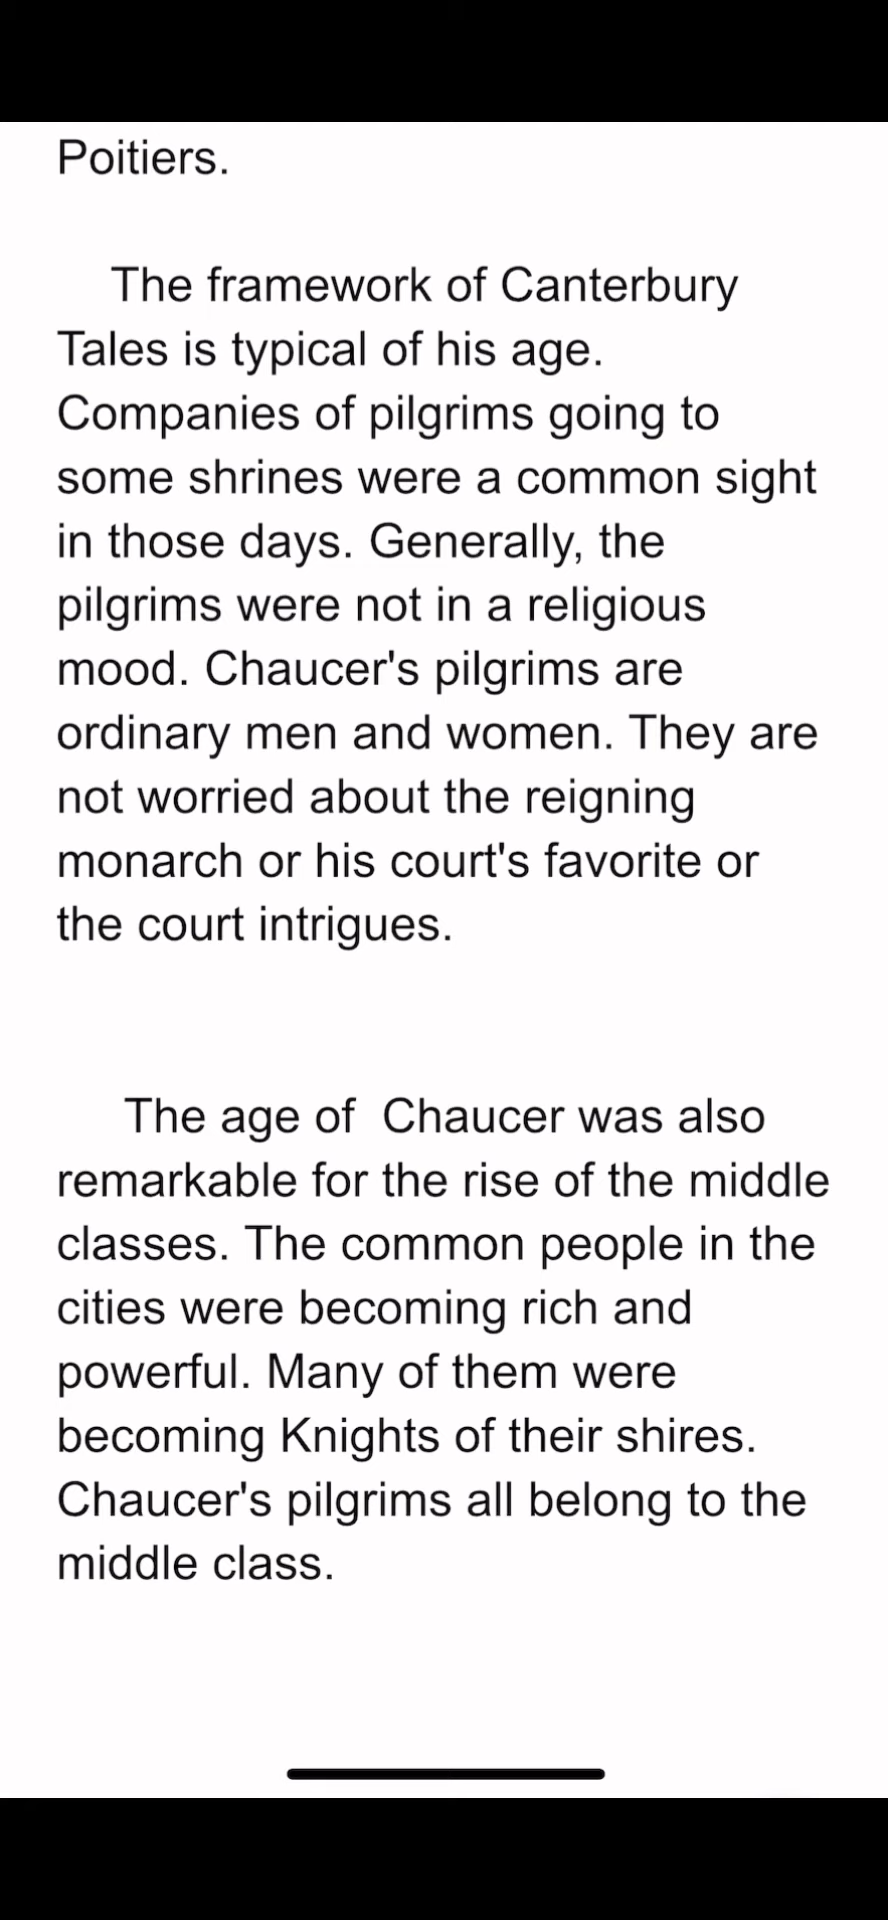 Poitiers.
The framework of Canterbury
Tales is typical of his age.
Companies of pilgrims going to
some shrines were a common sight
in those days. Generally, the
pilgrims were not in a religious
mood. Chaucer's pilgrims are
ordinary men and women. They are
not worried about the reigning
monarch or his court's favorite or
the court intrigues.
The age of  Chaucer was also
remarkable for the rise of the middle
classes. The common people in the
cities were becoming rich and
powerful. Many of them were
becoming Knights of their shires.
Chaucer's pilgrims all belong to the
middle class.